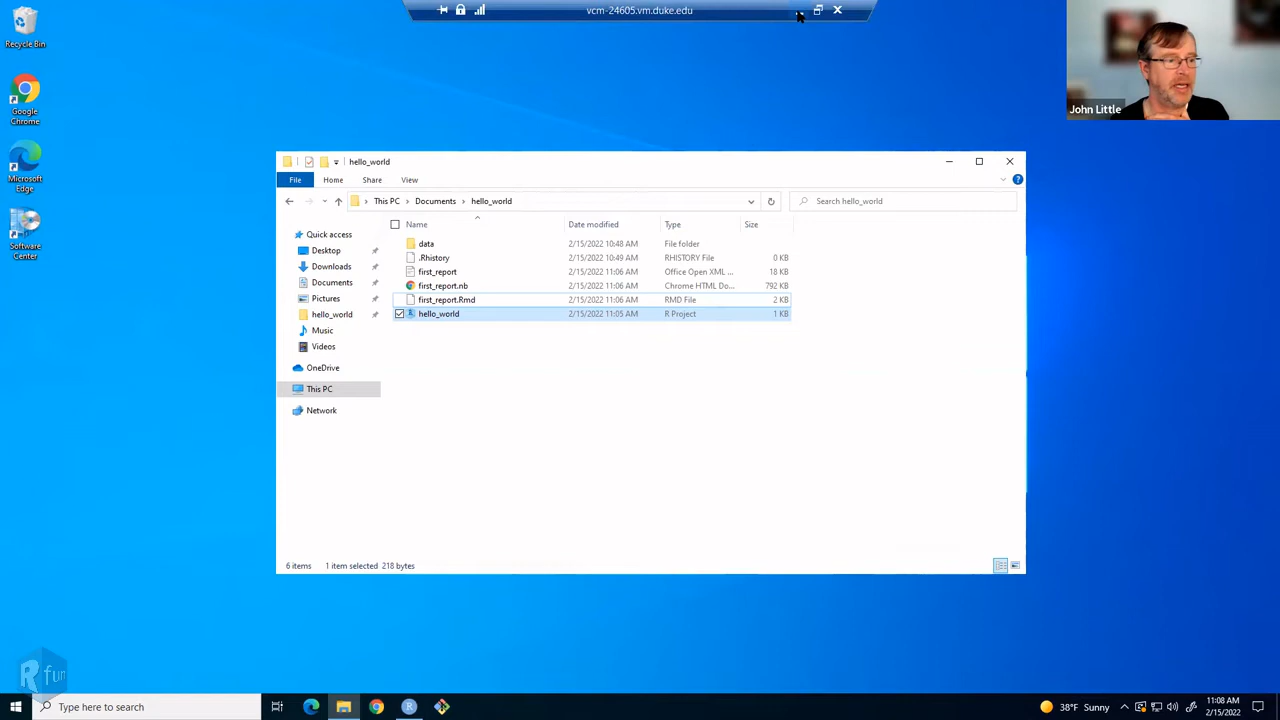 vcm-24605.vm.duke.edu
Recycle Bin
Google
Chrome
Microsoft
Edge
Software
Center
John Little
hello_world
File Home Share View
This PC Documents hello_world
Search hello_world
Name Date modified Type Size
data 2/15/2022 10:48 AM File folder
.Rhistory 2/15/2022 10:49 AM RHISTORY File 0 KB
first_report 2/15/2022 11:06 AM Office Open XML ... 18 KB
first_report.nb 2/15/2022 11:06 AM Chrome HTML Do... 792 KB
first_report.Rmd 2/15/2022 11:06 AM RMD File 2 KB
hello_world 2/15/2022 11:05 AM R Project 1 KB
Quick access
Desktop
Downloads
Documents
Pictures
hello_world
Music
Videos
OneDrive
This PC
Network
6 items 1 item selected 218 bytes
R fun
Type here to search
38°F Sunny
11:08 AM
2/15/2022